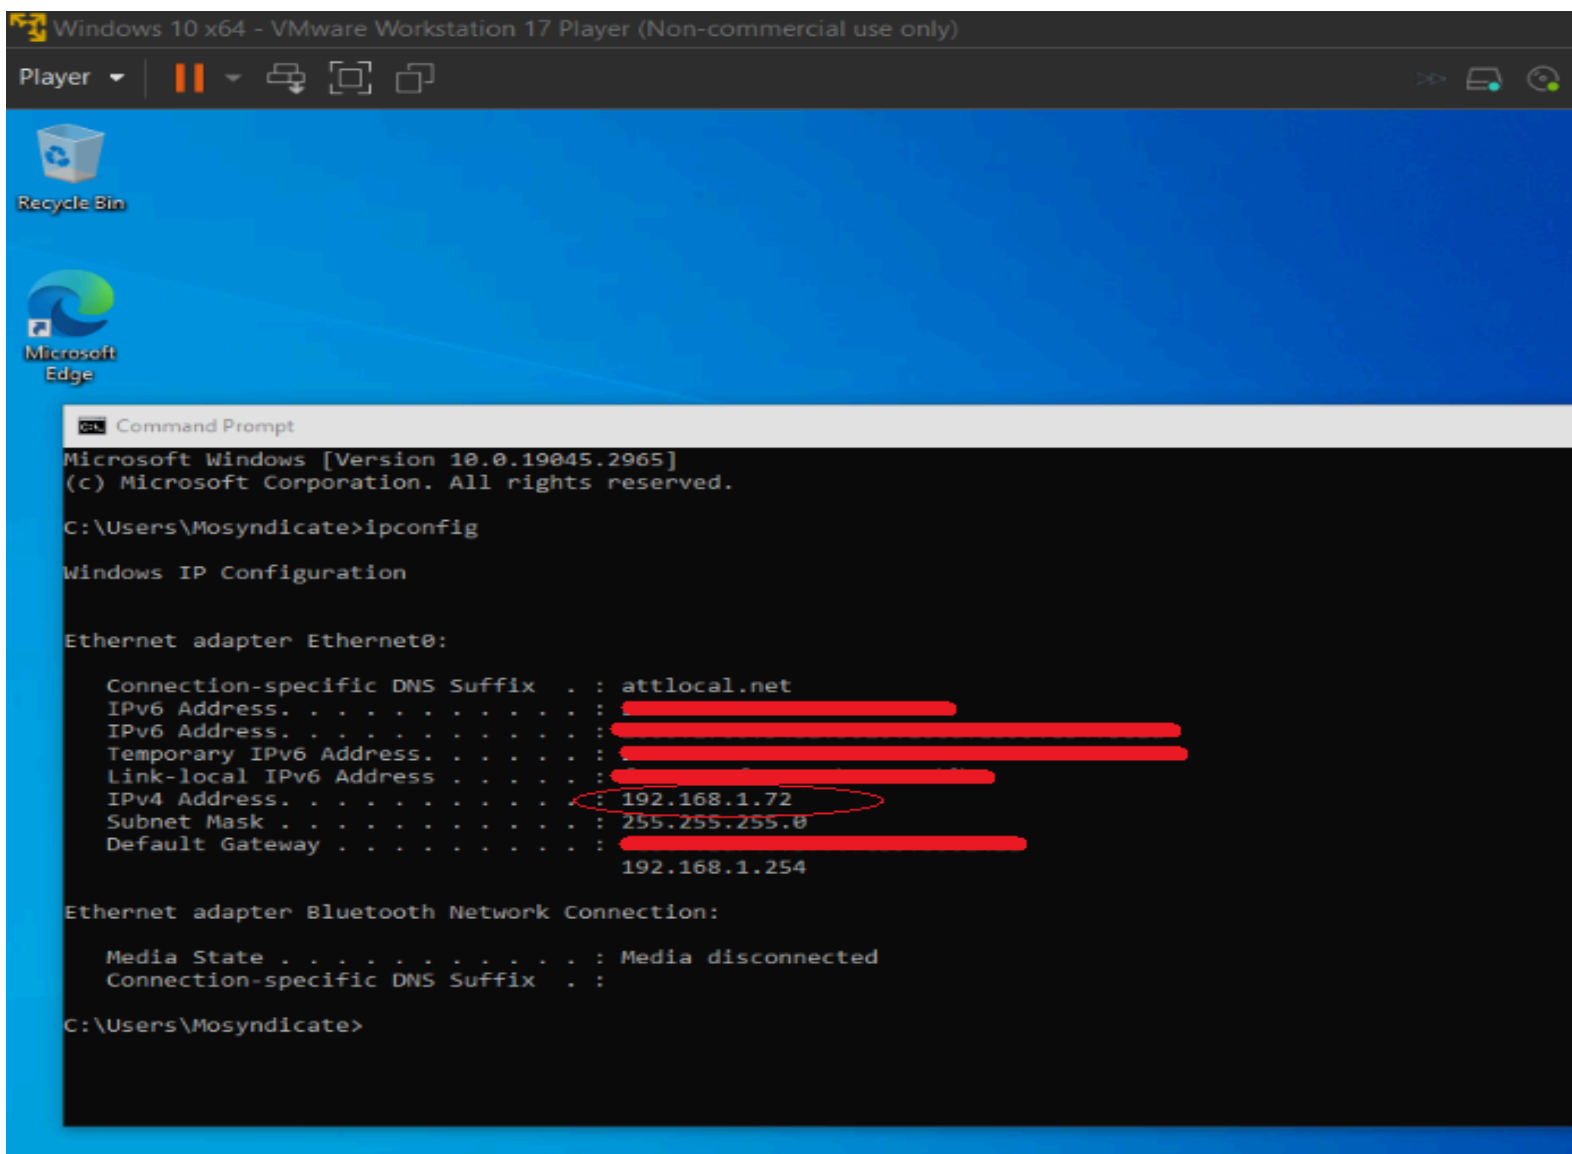 Windows 10 x64 - VMware Workstation 17 Player (Non-commercial use only)
Player
Recycle Bin
Microsoft
Edge
Command Prompt
Microsoft Windows [Version 10.0.19045.2965]
(c) Microsoft Corporation. All rights reserved.
C:\Users\Mosyndicate>ipconfig
Windows IP Configuration
Ethernet adapter Ethernet0:
Connection-specific DNS Suffix  . : attlocal.net
IPv6 Address. . . . . . . . . . . :
IPv6 Address. . . . . . . . . . . :
Temporary IPv6 Address. . . . . . :
Link-local IPv6 Address . . . . . :
IPv4 Address. . . . . . . . . . . : 192.168.1.72
Subnet Mask . . . . . . . . . . . : 255.255.255.0
Default Gateway . . . . . . . . . :
192.168.1.254
Ethernet adapter Bluetooth Network Connection:
Media State . . . . . . . . . . . : Media disconnected
Connection-specific DNS Suffix  . :
C:\Users\Mosyndicate>